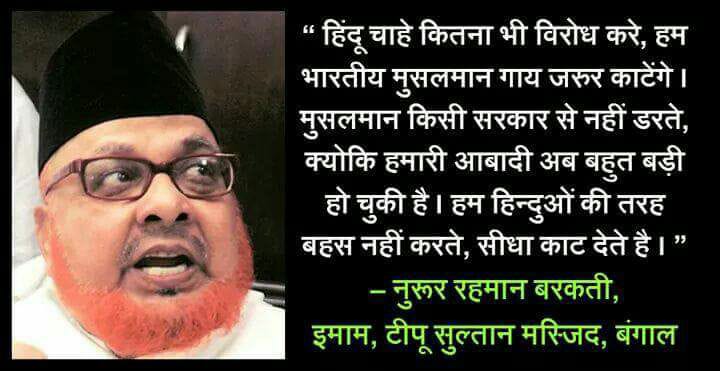 “ हिंदू चाहे कितना भी विरोध करे, हम
भारतीय मुसलमान गाय जरुर काटेंगे ।
मुसलमान किसी सरकार से नहीं डरते,
क्योकि हमारी आबादी अब बहुत बड़ी
हो चुकी है । हम हिन्दुओं की तरह
बहस नहीं करते, सीधा काट देते है । ”
– नुरूर रहमान बरकती,
इमाम, टीपू सुल्तान मस्जिद, बंगाल